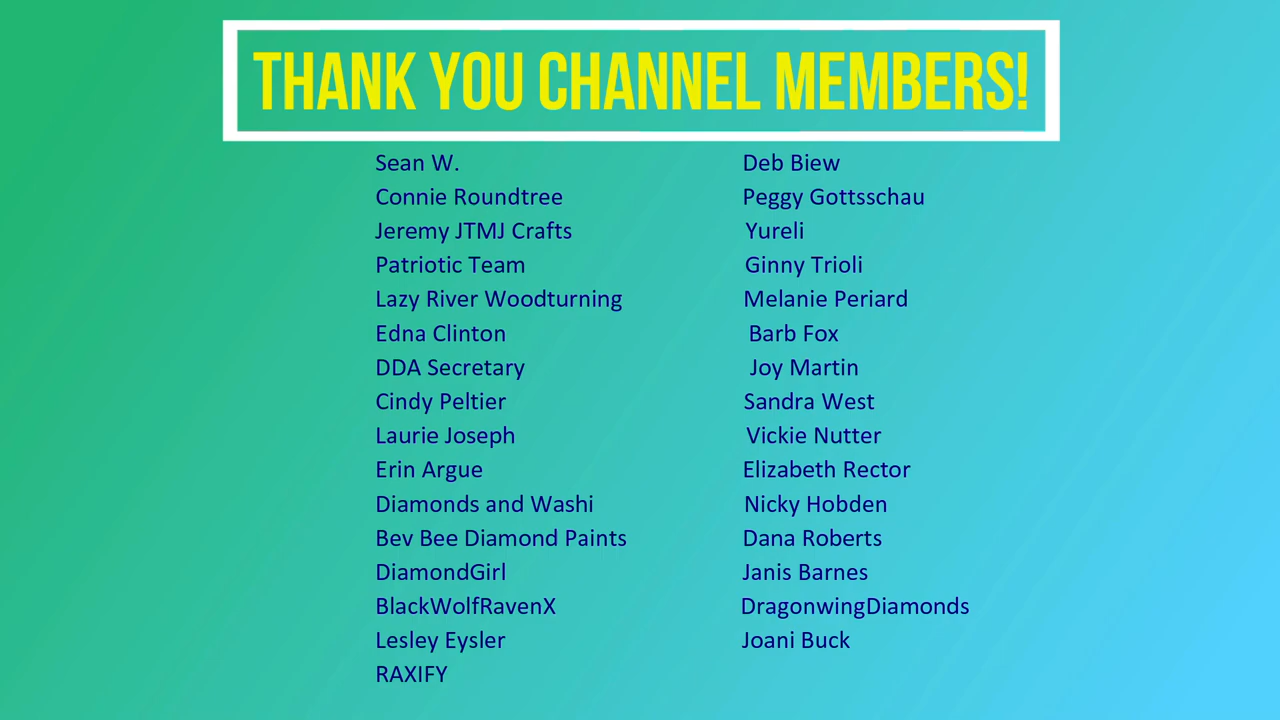 THANK YOU CHANNEL MEMBERS!
Sean W.
Connie Roundtree
Jeremy JTMJ Crafts
Patriotic Team
Lazy River Woodturning
Edna Clinton
DDA Secretary
Cindy Peltier
Laurie Joseph
Erin Argue
Diamonds and Washi
Bev Bee Diamond Paints
DiamondGirl
BlackWolfRavenX
Lesley Eysler
RAXIFY
Deb Biew
Peggy Gottsschau
Yureli
Ginny Trioli
Melanie Periard
Barb Fox
Joy Martin
Sandra West
Vickie Nutter
Elizabeth Rector
Nicky Hobden
Dana Roberts
Janis Barnes
DragonwingDiamonds
Joani Buck